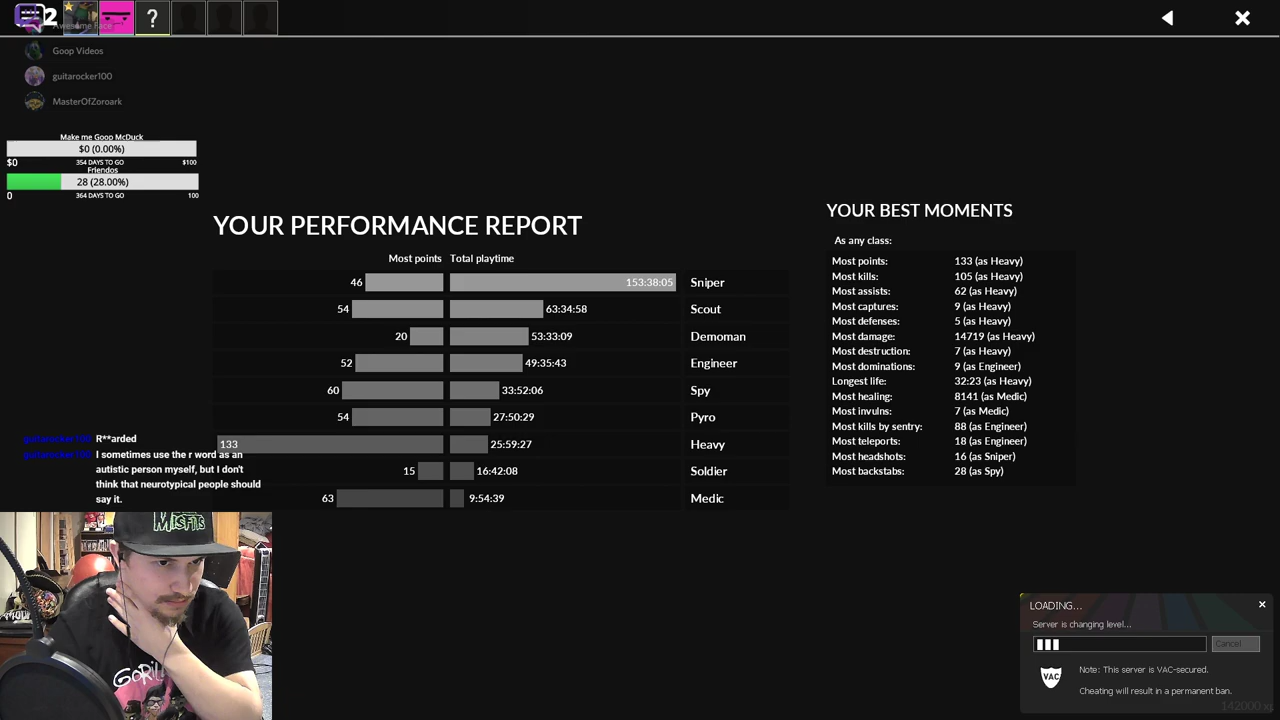 2
?
Awesome Face
Goop Videos
guitarocker100
MasterOfZoroark
Make me Goop McDuck
$0 (0.00%)
$0 354 DAYS TO GO $100
Friendos
28 (28.00%)
0 364 DAYS TO GO 100
YOUR PERFORMANCE REPORT
Most points Total playtime
46 153:38:05 Sniper
54 63:34:58 Scout
20 53:33:09 Demoman
52 49:35:43 Engineer
60 33:52:06 Spy
54 27:50:29 Pyro
133 25:59:27 Heavy
15 16:42:08 Soldier
63 9:54:39 Medic
YOUR BEST MOMENTS
As any class:
Most points: 133 (as Heavy)
Most kills: 105 (as Heavy)
Most assists: 62 (as Heavy)
Most captures: 9 (as Heavy)
Most defenses: 5 (as Heavy)
Most damage: 14719 (as Heavy)
Most destruction: 7 (as Heavy)
Most dominations: 9 (as Engineer)
Longest life: 32:23 (as Heavy)
Most healing: 8141 (as Medic)
Most invulns: 7 (as Medic)
Most kills by sentry: 88 (as Engineer)
Most teleports: 18 (as Engineer)
Most headshots: 16 (as Sniper)
Most backstabs: 28 (as Spy)
guitarocker100 R**arded
guitarocker100 I sometimes use the r word as an
autistic person myself, but I don't
think that neurotypical people should
say it.
MISFITS
LOADING...
Server is changing level...
Cancel
VAC
Note: This server is VAC-secured.
Cheating will result in a permanent ban.
142000 xp